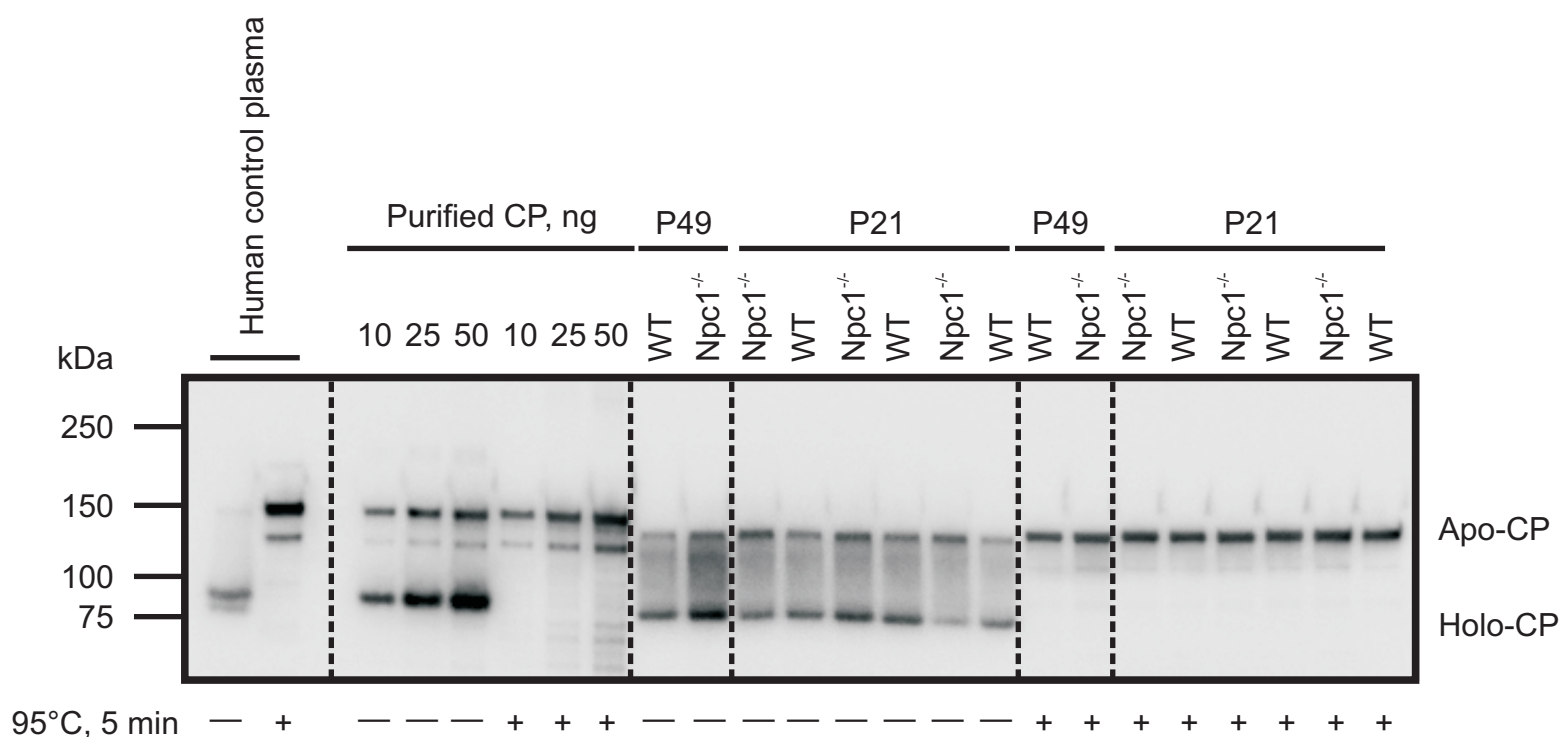 Human control plasma
Purified CP, ng
P49
P21
P49
P21
10 25 50 10 25 50 WT Npc1-/- Npc1-/- WT Npc1-/- WT Npc1-/- WT WT Npc1-/- Npc1-/- WT Npc1-/- WT Npc1-/- WT
kDa
250
150
100
75
Apo-CP
Holo-CP
95°C, 5 min — + — — — + + + — — — — — — — — + + + + + + + +